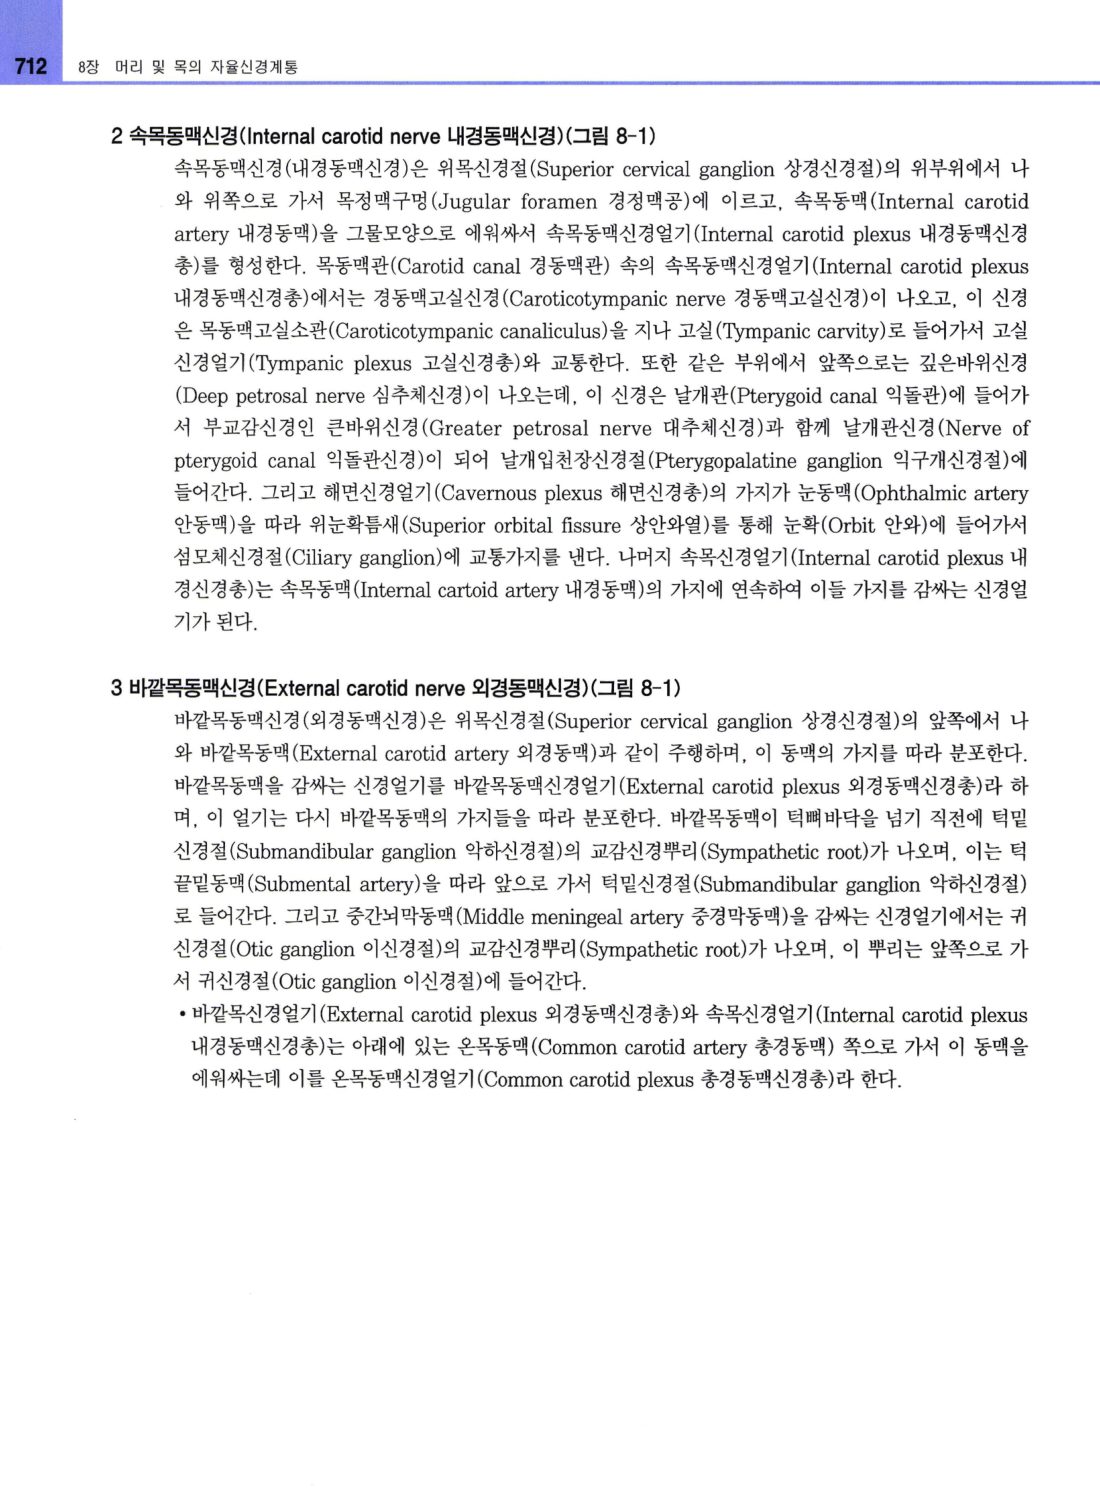 712 8장 머리 및 목의 자율신경계통
2 속목동맥신경(Internal carotid nerve 내경동맥신경)(그림 8-1)
속목동맥신경(내경동맥신경)은 위목신경절(Superior cervical ganglion 상경신경절)의 위부위에서 나
와 위쪽으로 가서 목정맥구멍(Jugular foramen 경정맥공)에 이르고, 속목동맥(Internal carotid
artery 내경동맥)을 그물모양으로 에워싸서 속목동맥신경얼기(Internal carotid plexus 내경동맥신경
총)를 형성한다. 목동맥관(Carotid canal 경동맥관) 속의 속목동맥신경얼기(Internal carotid plexus
내경동맥신경총)에서는 경동맥고실신경(Caroticotympanic nerve 경동맥고실신경)이 나오고, 이 신경
은 목동맥고실소관(Caroticotympanic canaliculus)을 지나 고실(Tympanic carvity)로 들어가서 고실
신경얼기(Tympanic plexus 고실신경총)와 교통한다. 또한 같은 부위에서 앞쪽으로는 깊은바위신경
(Deep petrosal nerve 심추체신경)이 나오는데, 이 신경은 날개관(Pterygoid canal 익돌관)에 들어가
서 부교감신경인 큰바위신경(Greater petrosal nerve 대추체신경)과 함께 날개관신경(Nerve of
pterygoid canal 익돌관신경)이 되어 날개입천장신경절(Pterygopalatine ganglion 익구개신경절)에
들어간다. 그리고 해면신경얼기(Cavernous plexus 해면신경총)의 가지가 눈동맥(Ophthalmic artery
안동맥)을 따라 위눈확틈새(Superior orbital fissure 상안와열)를 통해 눈확(Orbit 안와)에 들어가서
섬모체신경절(Ciliary ganglion)에 교통가지를 낸다. 나머지 속목신경얼기(Internal carotid plexus 내
경신경총)는 속목동맥(Internal cartoid artery 내경동맥)의 가지에 연속하여 이들 가지를 감싸는 신경얼
기가 된다.
3 바깥목동맥신경(External carotid nerve 외경동맥신경)(그림 8-1)
바깥목동맥신경(외경동맥신경)은 위목신경절(Superior cervical ganglion 상경신경절)의 앞쪽에서 나
와 바깥목동맥(External carotid artery 외경동맥)과 같이 주행하며, 이 동맥의 가지를 따라 분포한다.
바깥목동맥을 감싸는 신경얼기를 바깥목동맥신경얼기(External carotid plexus 외경동맥신경총)라 하
며, 이 얼기는 다시 바깥목동맥의 가지들을 따라 분포한다. 바깥목동맥이 턱뼈바닥을 넘기 직전에 턱밑
신경절(Submandibular ganglion 악하신경절)의 교감신경뿌리(Sympathetic root)가 나오며, 이는 턱
끝밑동맥(Submental artery)을 따라 앞으로 가서 턱밑신경절(Submandibular ganglion 악하신경절)
로 들어간다. 그리고 중간뇌막동맥(Middle meningeal artery 중경막동맥)을 감싸는 신경얼기에서는 귀
신경절(Otic ganglion 이신경절)의 교감신경뿌리(Sympathetic root)가 나오며, 이 뿌리는 앞쪽으로 가
서 귀신경절(Otic ganglion 이신경절)에 들어간다.
• 바깥목신경얼기(External carotid plexus 외경동맥신경총)와 속목신경얼기(Internal carotid plexus
내경동맥신경총)는 아래에 있는 온목동맥(Common carotid artery 총경동맥) 쪽으로 가서 이 동맥을
에워싸는데 이를 온목동맥신경얼기(Common carotid plexus 총경동맥신경총)라 한다.